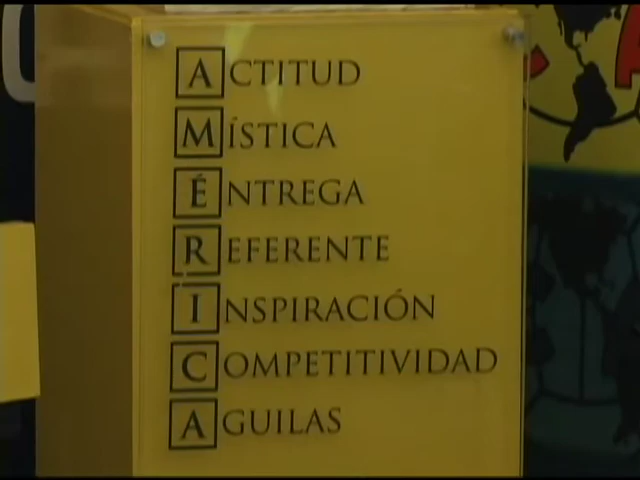 ACTITUD
MÍSTICA
ÉNTREGA
REFERENTE
INSPIRACIÓN
COMPETITIVIDAD
AGUILAS